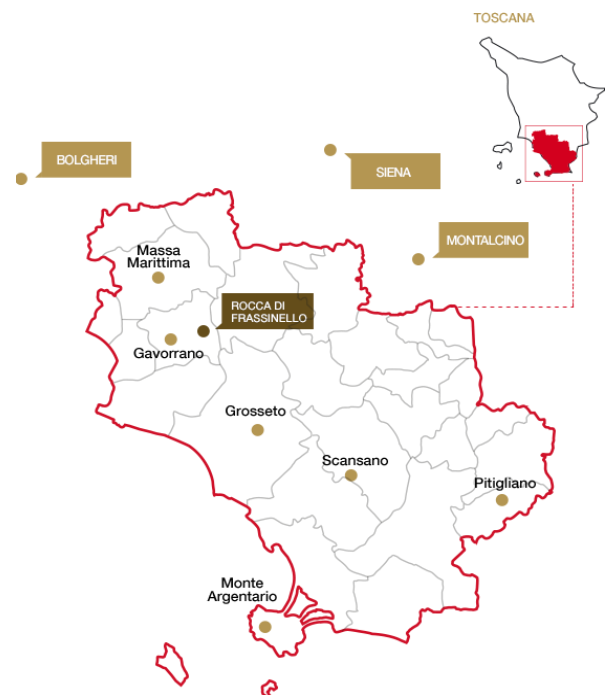 TOSCANA
BOLGHERI
SIENA
MONTALCINO
Massa
Marittima
ROCCA DI
FRASSINELLO
Gavorrano
Grosseto
Scansano
Pitigliano
Monte
Argentario